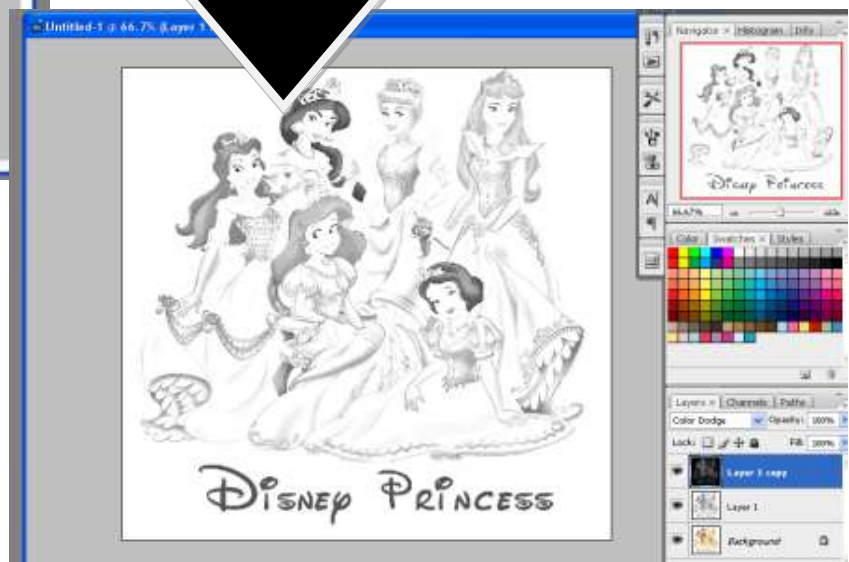 Untitled-1 @ 66.7% (Layer 1
Navigator × Histogram Info
Disney Princess
66.67%
Color Swatches × Styles
Layers × Channels Paths
Color Dodge Opacity: 100%
Lock: Fill: 100%
Layer 1 copy
Layer 1
Background
DISNEY PRINCESS